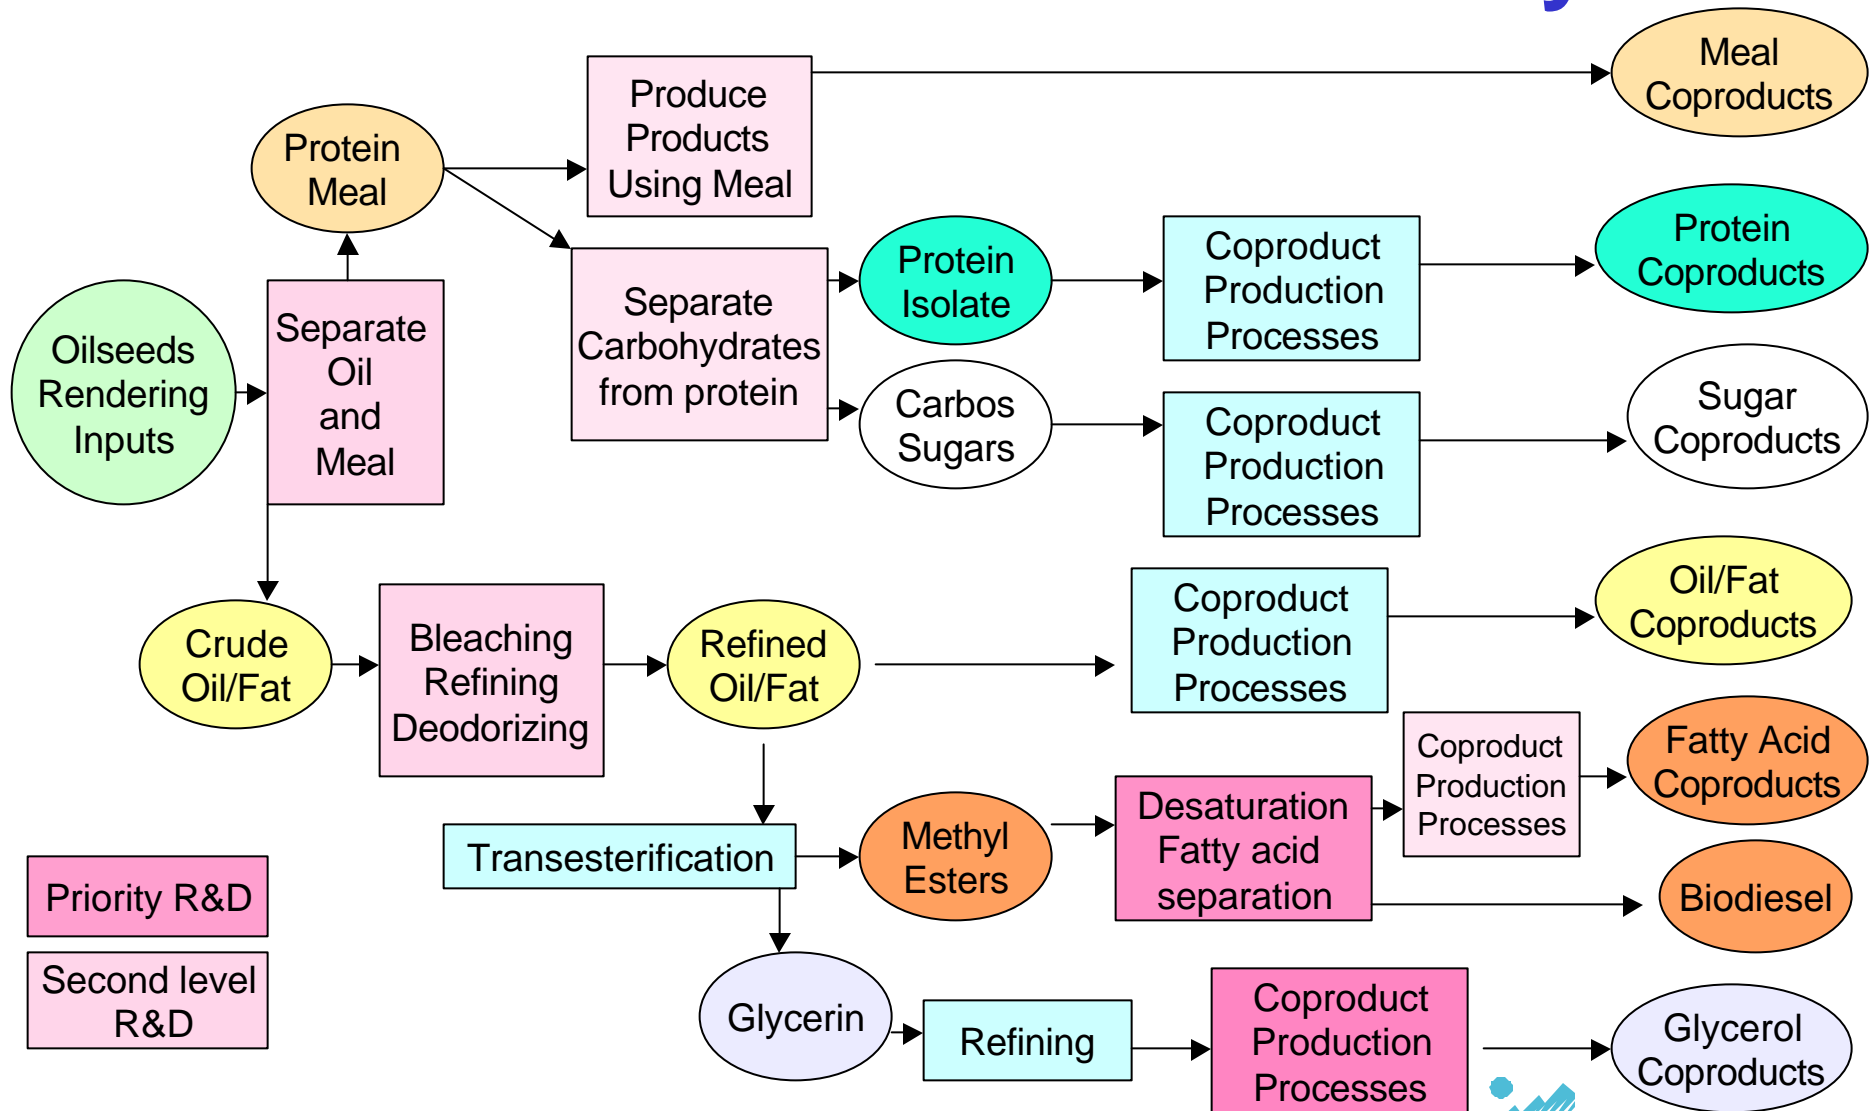 Meal
Coproducts
Produce
Products
Using Meal
Protein
Meal
Protein
Coproducts
Coproduct
Production
Processes
Protein
Isolate
Separate
Carbohydrates
from protein
Separate
Oil
and
Meal
Oilseeds
Rendering
Inputs
Carbos
Sugars
Coproduct
Production
Processes
Sugar
Coproducts
Oil/Fat
Coproducts
Coproduct
Production
Processes
Crude
Oil/Fat
Bleaching
Refining
Deodorizing
Refined
Oil/Fat
Coproduct
Production
Processes
Fatty Acid
Coproducts
Transesterification
Methyl
Esters
Desaturation
Fatty acid
separation
Biodiesel
Priority R&D
Second level
R&D
Glycerin
Refining
Coproduct
Production
Processes
Glycerol
Coproducts